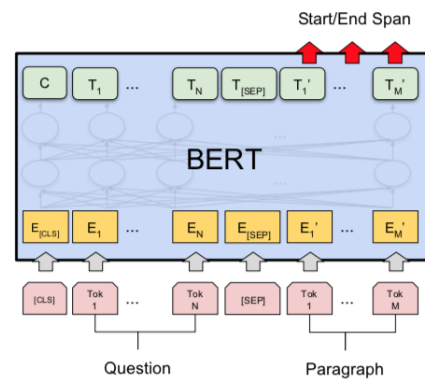 Start/End Span
C T1 ... TN T[SEP] T1' ... TM'
...
BERT
...
E[CLS] E1 ... EN E[SEP] E1' ... EM'
[CLS] Tok 1 ... Tok N [SEP] Tok 1 ... Tok M
Question Paragraph